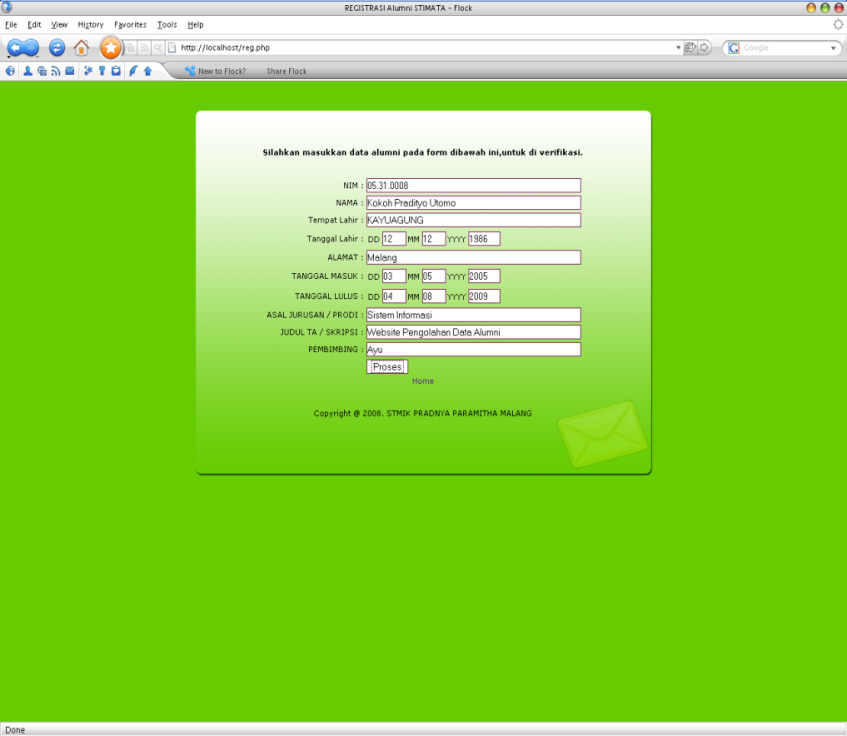 REGISTRASI Alumni STIMATA - Flock
File Edit View History Favorites Tools Help
http://localhost/reg.php
Google
New to Flock? Share Flock
Silahkan masukkan data alumni pada form dibawah ini,untuk di verifikasi.
NIM : 05.31.0008
NAMA : Kokoh Pradityo Utomo
Tempat Lahir : KAYUAGUNG
Tanggal Lahir : DD 12 MM 12 YYYY 1986
ALAMAT : Malang
TANGGAL MASUK : DD 03 MM 05 YYYY 2005
TANGGAL LULUS : DD 04 MM 08 YYYY 2009
ASAL JURUSAN / PRODI : Sistem Informasi
JUDUL TA / SKRIPSI : Website Pengolahan Data Alumni
PEMBIMBING : Ayu
Proses
Home
Copyright @ 2008. STMIK PRADNYA PARAMITHA MALANG
Done